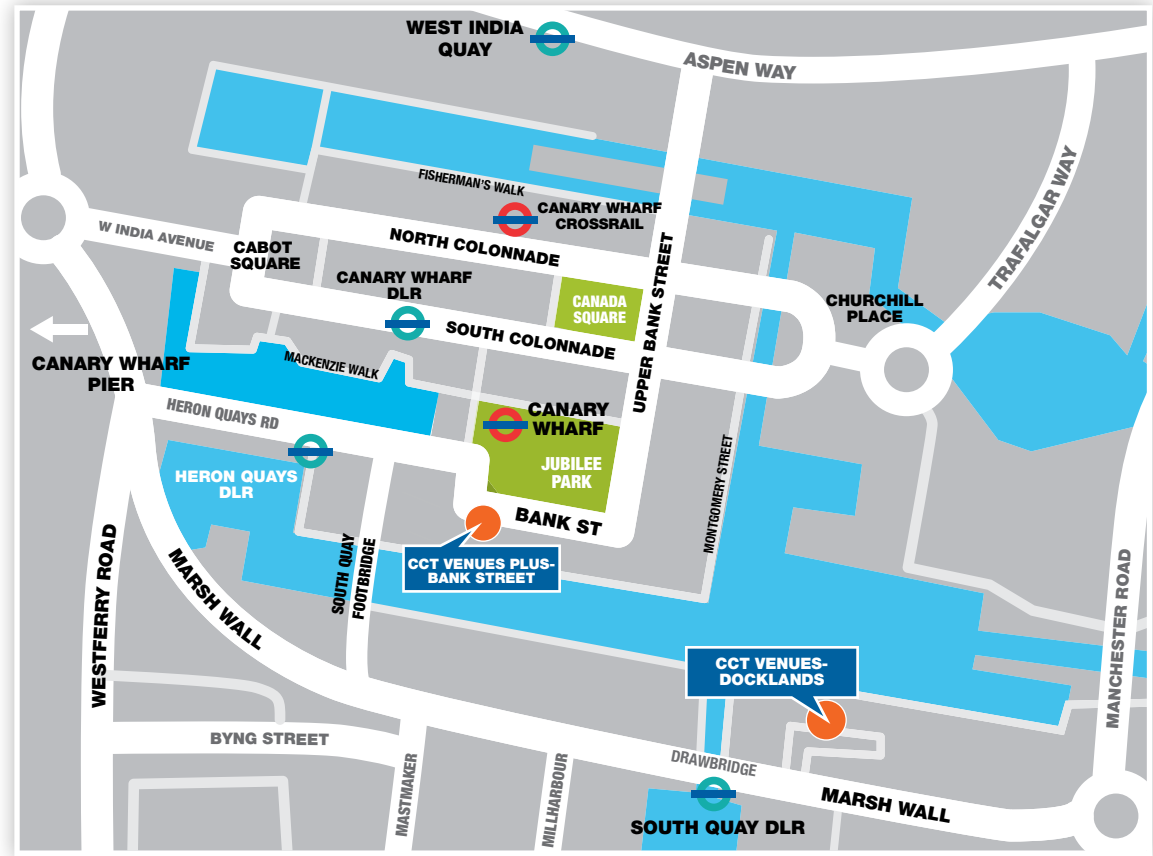 WEST INDIA
QUAY
ASPEN WAY
TRAFALGAR WAY
FISHERMAN'S WALK
CANARY WHARF
CROSSRAIL
W INDIA AVENUE
CABOT
SQUARE
NORTH COLONNADE
CANARY WHARF
DLR
CANADA
SQUARE
UPPER BANK STREET
CHURCHILL
PLACE
SOUTH COLONNADE
CANARY WHARF
PIER
MACKENZIE WALK
HERON QUAYS RD
CANARY
WHARF
JUBILEE
PARK
HERON QUAYS
DLR
MONTGOMERY STREET
BANK ST
CCT VENUES PLUS-
BANK STREET
SOUTH QUAY
FOOTBRIDGE
WESTFERRY ROAD
MARSH WALL
MANCHESTER ROAD
CCT VENUES-
DOCKLANDS
BYNG STREET
MASTMAKER
MILLHARBOUR
DRAWBRIDGE
MARSH WALL
SOUTH QUAY DLR